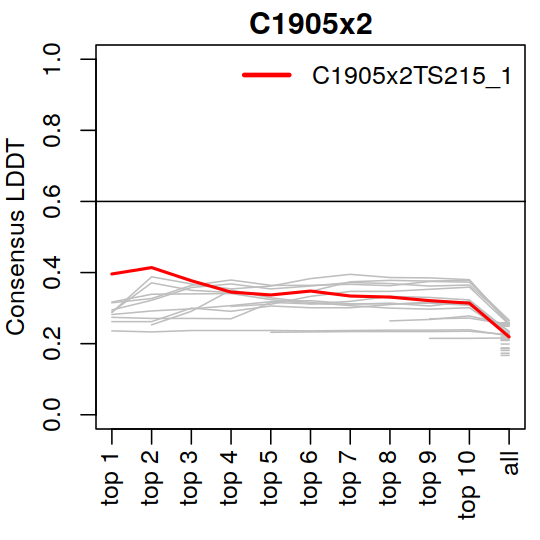 C1905x2
C1905x2TS215_1
Consensus LDDT
1.0
0.8
0.6
0.4
0.2
0.0
top 1
top 2
top 3
top 4
top 5
top 6
top 7
top 8
top 9
top 10
all